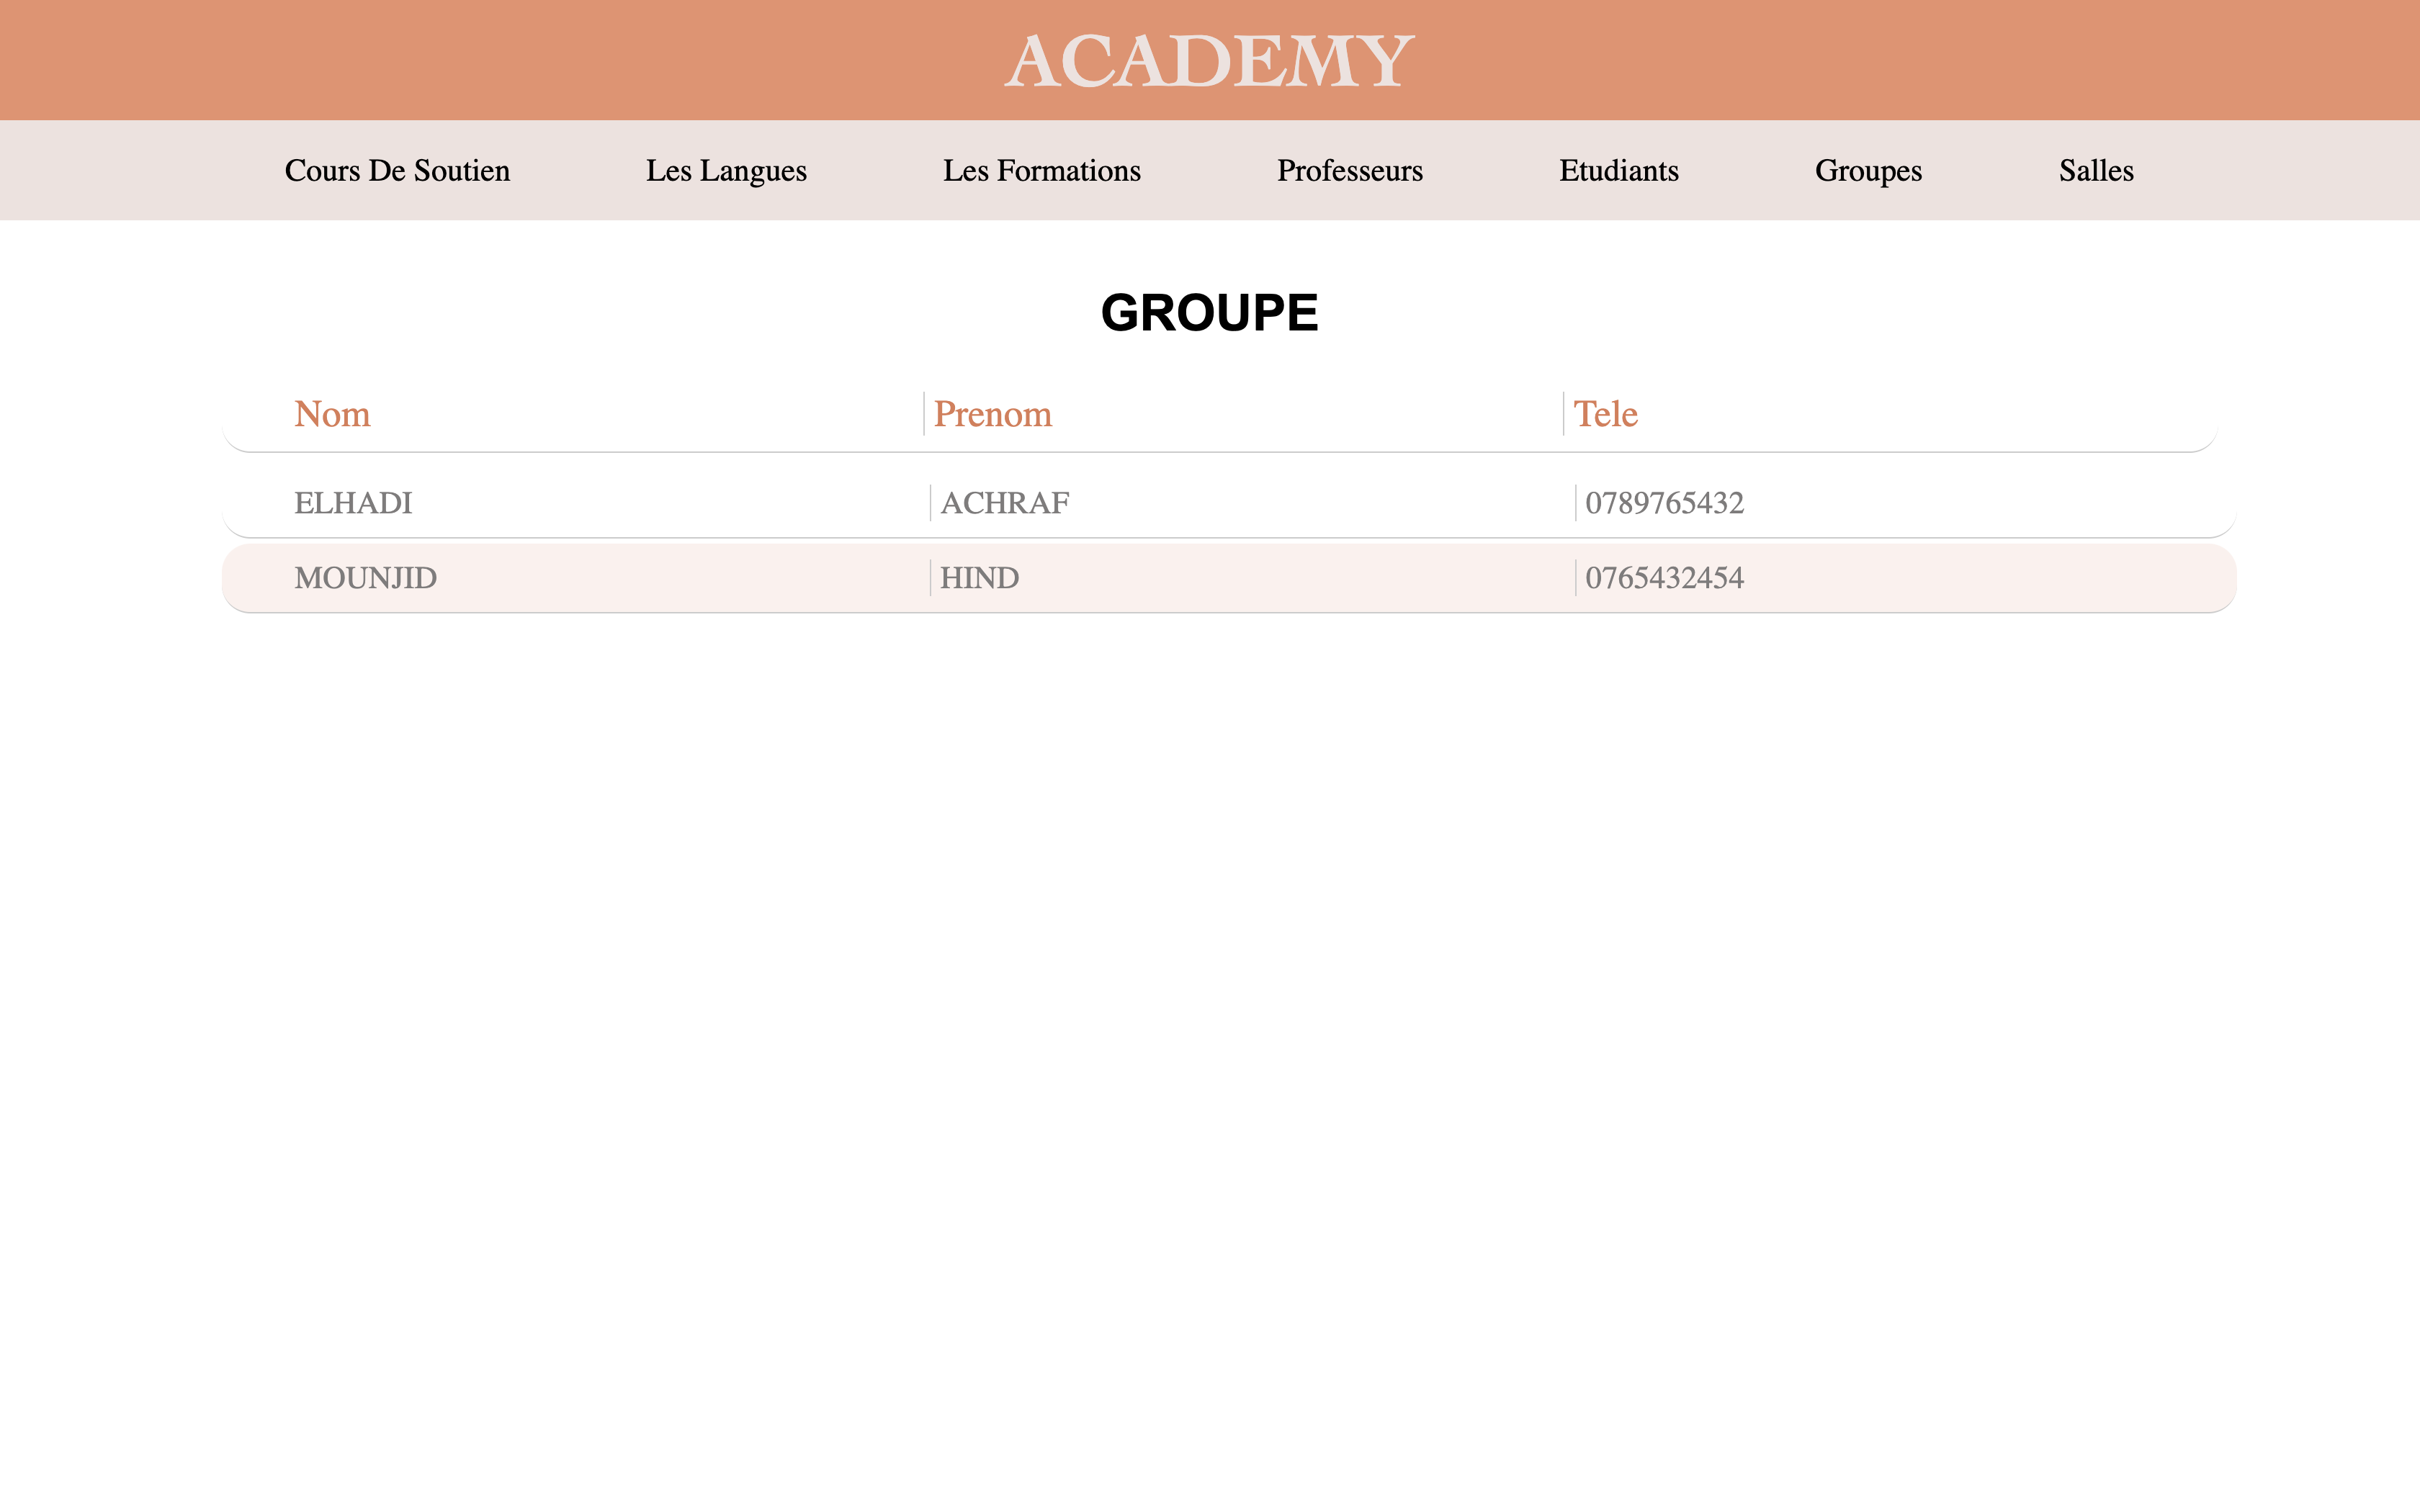 ACADEMY
Cours De Soutien Les Langues Les Formations Professeurs Etudiants Groupes Salles
GROUPE
Nom Prenom Tele
ELHADI ACHRAF 0789765432
MOUNJID HIND 0765432454